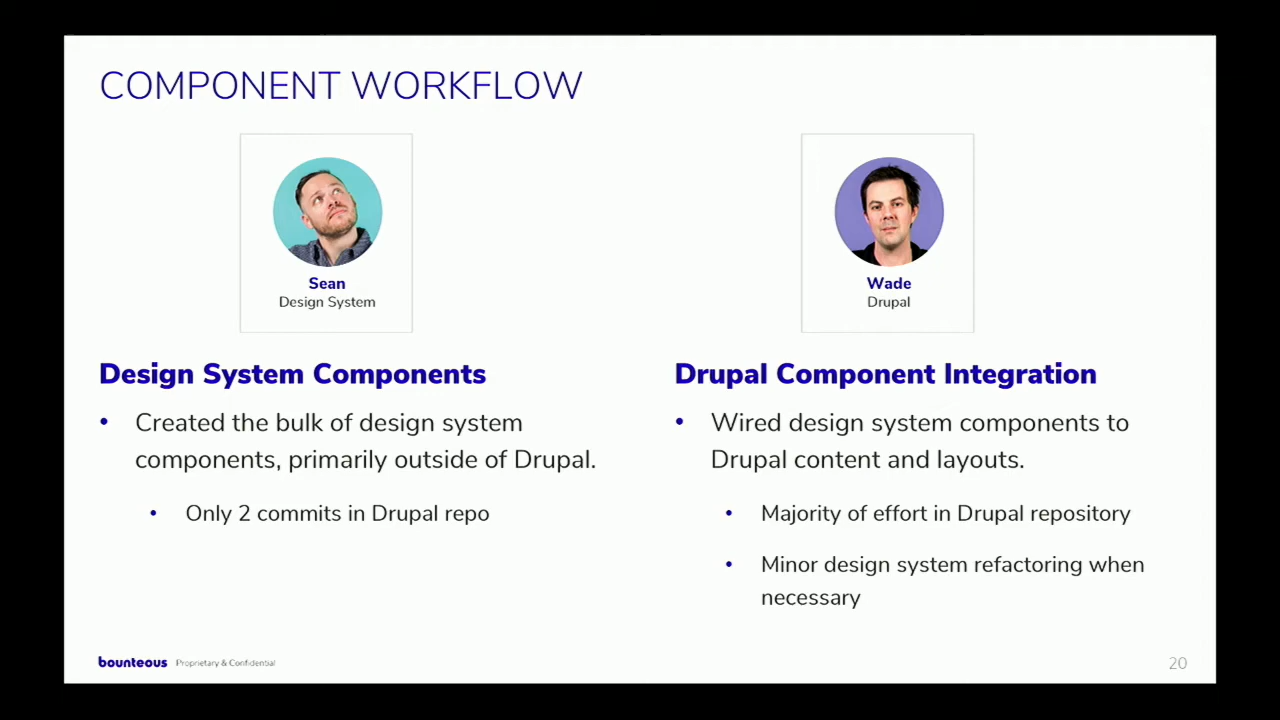 COMPONENT WORKFLOW
Sean
Design System
Wade
Drupal
Design System Components
• Created the bulk of design system
components, primarily outside of Drupal.
• Only 2 commits in Drupal repo
Drupal Component Integration
• Wired design system components to
Drupal content and layouts.
• Majority of effort in Drupal repository
• Minor design system refactoring when
necessary
bounteous Proprietary & Confidential
20